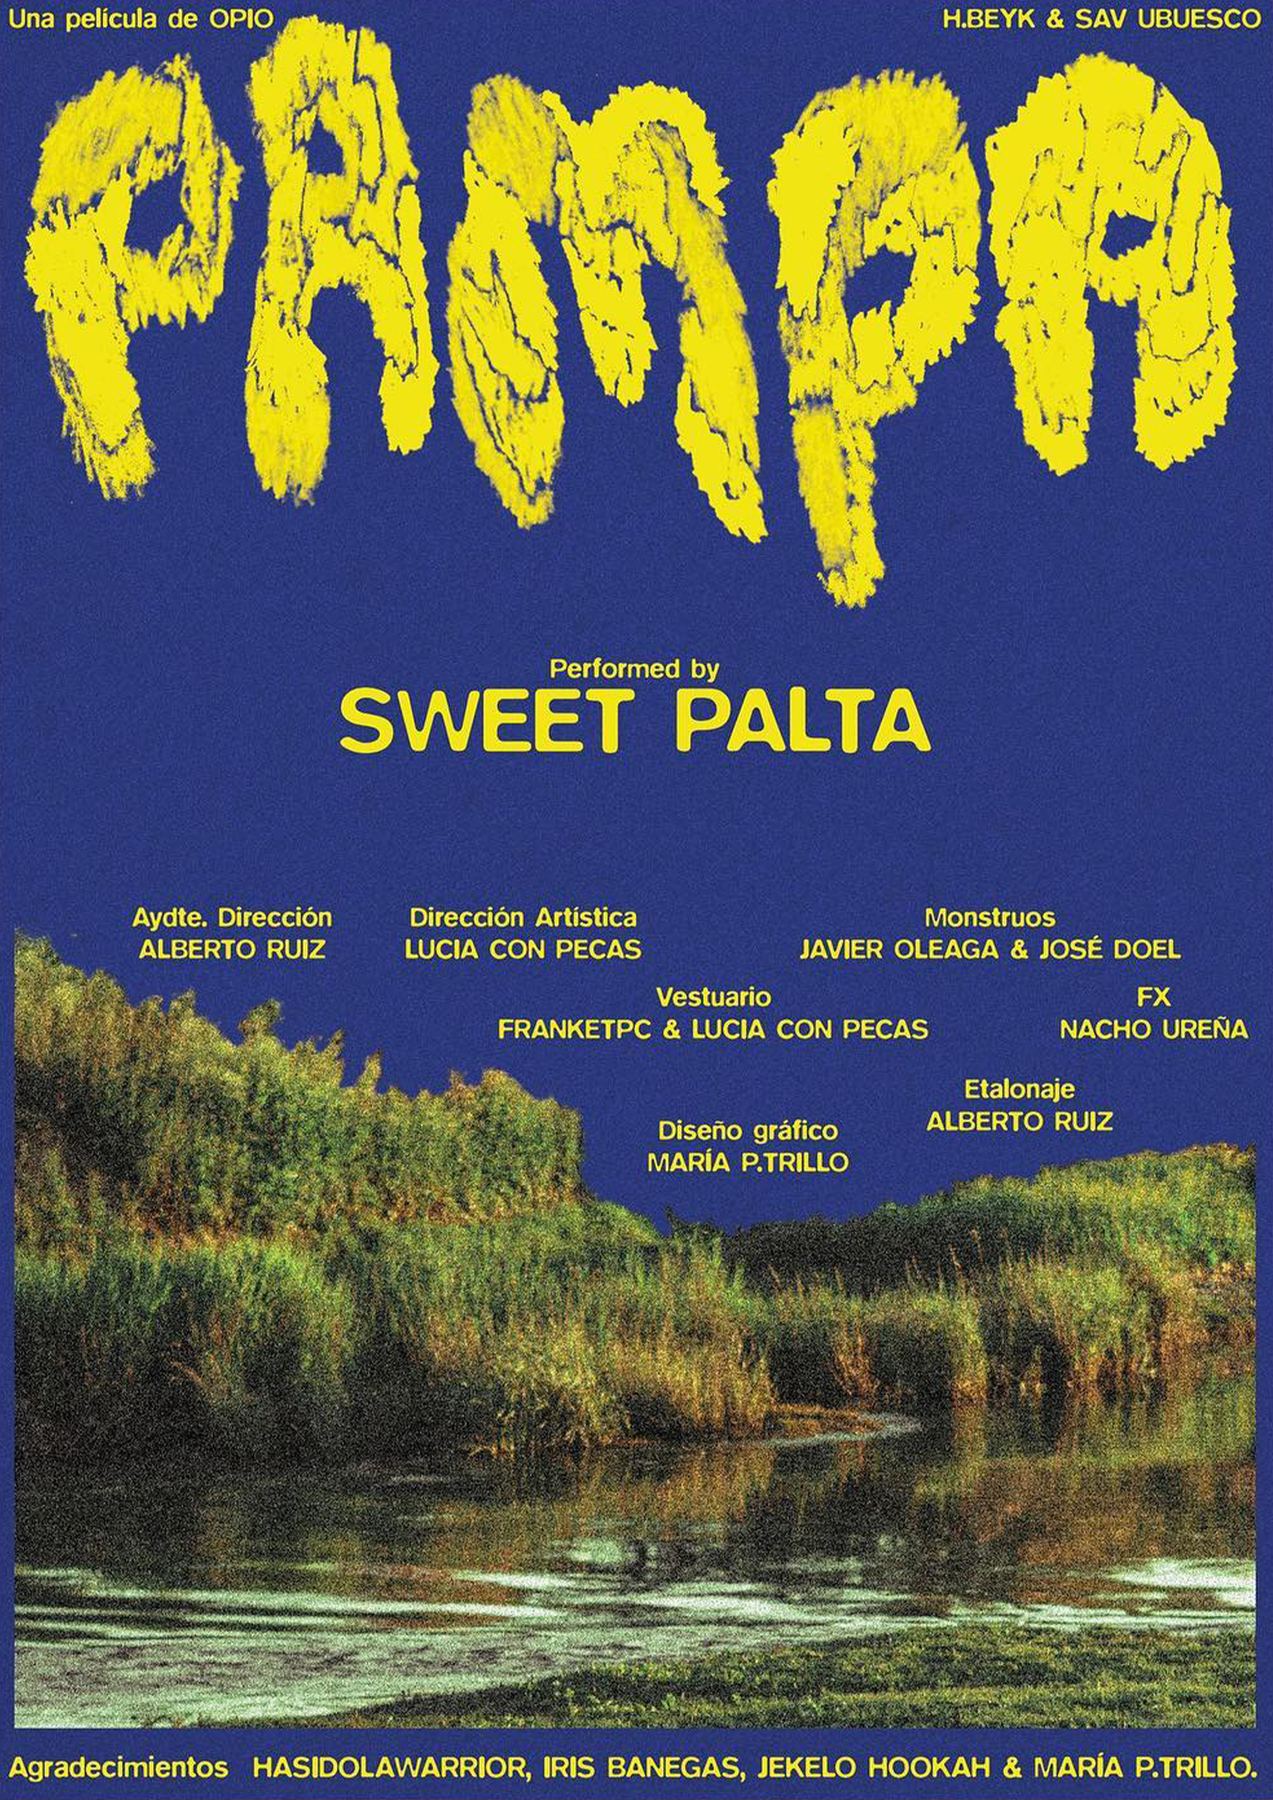 Una película de OPIO
H.BEYK & SAV UBUESCO
PAMPA
Performed by
SWEET PALTA
Aydte. Dirección
ALBERTO RUIZ
Dirección Artística
LUCIA CON PECAS
Monstruos
JAVIER OLEAGA & JOSÉ DOEL
Vestuario
FRANKETPC & LUCIA CON PECAS
FX
NACHO UREÑA
Etalonaje
ALBERTO RUIZ
Diseño gráfico
MARÍA P.TRILLO
Agradecimientos HASIDOLAWARRIOR, IRIS BANEGAS, JEKELO HOOKAH & MARÍA P.TRILLO.